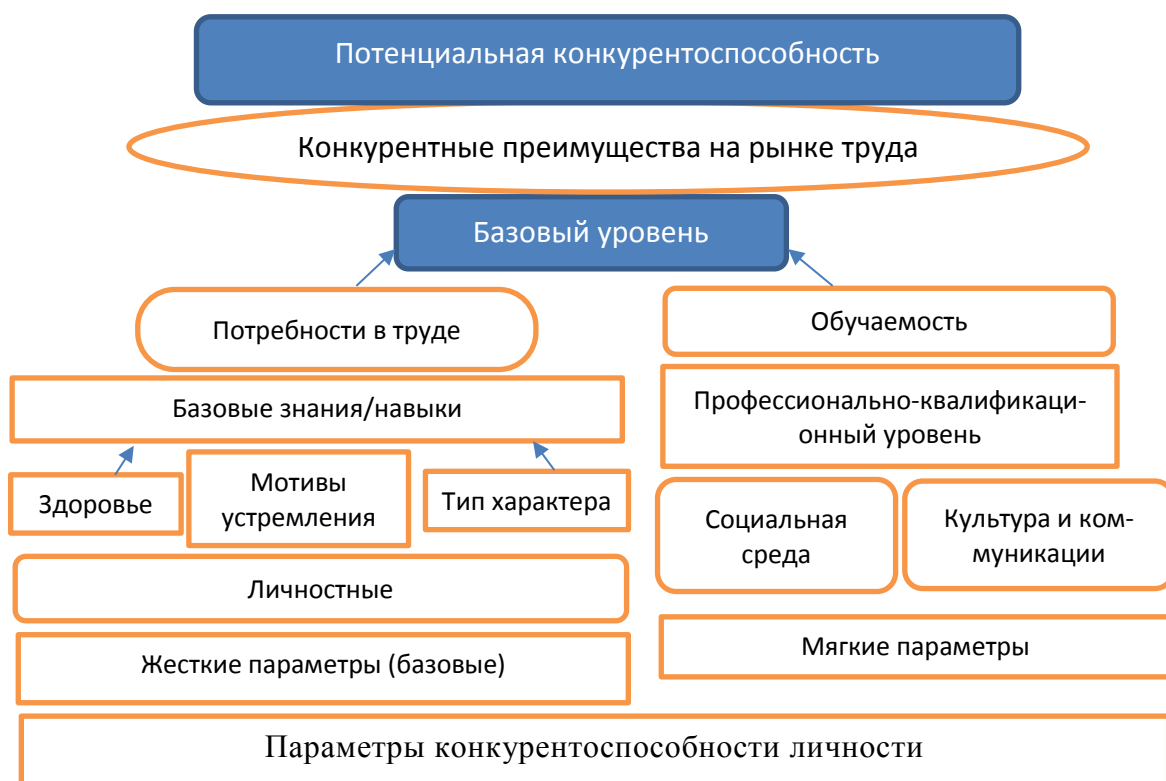 Потенциальная конкурентоспособность
Конкурентные преимущества на рынке труда
Базовый уровень
Потребности в труде
Обучаемость
Базовые знания/навыки
Профессионально-квалификаци-
онный уровень
Здоровье
Мотивы
устремления
Тип характера
Социальная
среда
Культура и ком-
муникации
Личностные
Жесткие параметры (базовые)
Мягкие параметры
Параметры конкурентоспособности личности